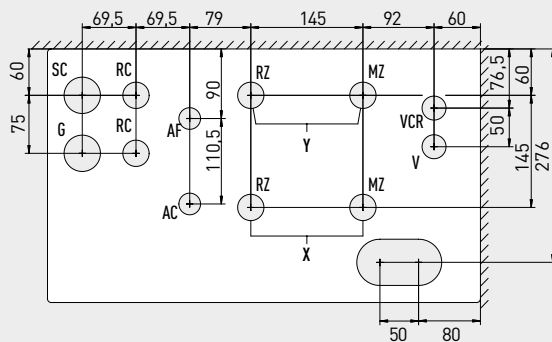 69,5 69,5 79 145 92 60
60 SC RC 90 RZ MZ 76,5 60
75 G RC AF Y VCR 50
110,5 V 145 276
AC RZ MZ
X
50 80